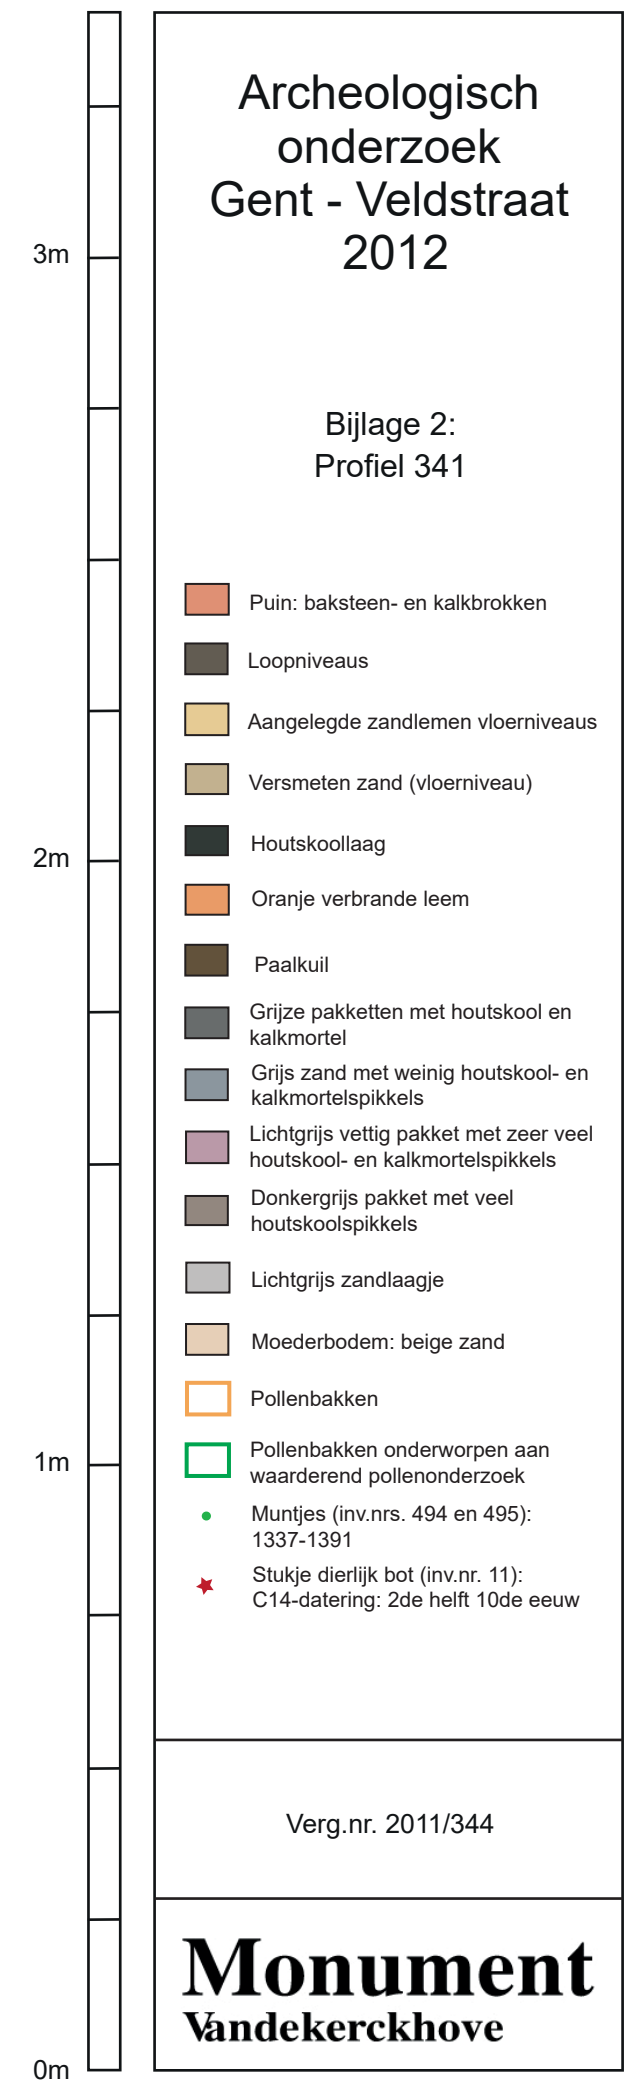 Archeologisch
onderzoek
Gent - Veldstraat
2012
3m
Bijlage 2:
Profiel 341
Puin: baksteen- en kalkbrokken
Loopniveaus
Aangelegde zandlemen vloerniveaus
Versmeten zand (vloerniveau)
2m
Houtskoollaag
Oranje verbrande leem
Paalkuil
Grijze pakketten met houtskool en
kalkmortel
Grijs zand met weinig houtskool- en
kalkmortelspikkels
Lichtgrijs vettig pakket met zeer veel
houtskool- en kalkmortelspikkels
Donkergrijs pakket met veel
houtskoolspikkels
Lichtgrijs zandlaagje
Moederbodem: beige zand
Pollenbakken
1m
Pollenbakken onderworpen aan
waarderend pollenonderzoek
Muntjes (inv.nrs. 494 en 495):
1337-1391
Stukje dierlijk bot (inv.nr. 11):
C14-datering: 2de helft 10de eeuw
Verg.nr. 2011/344
Monument
Vandekerckhove
0m